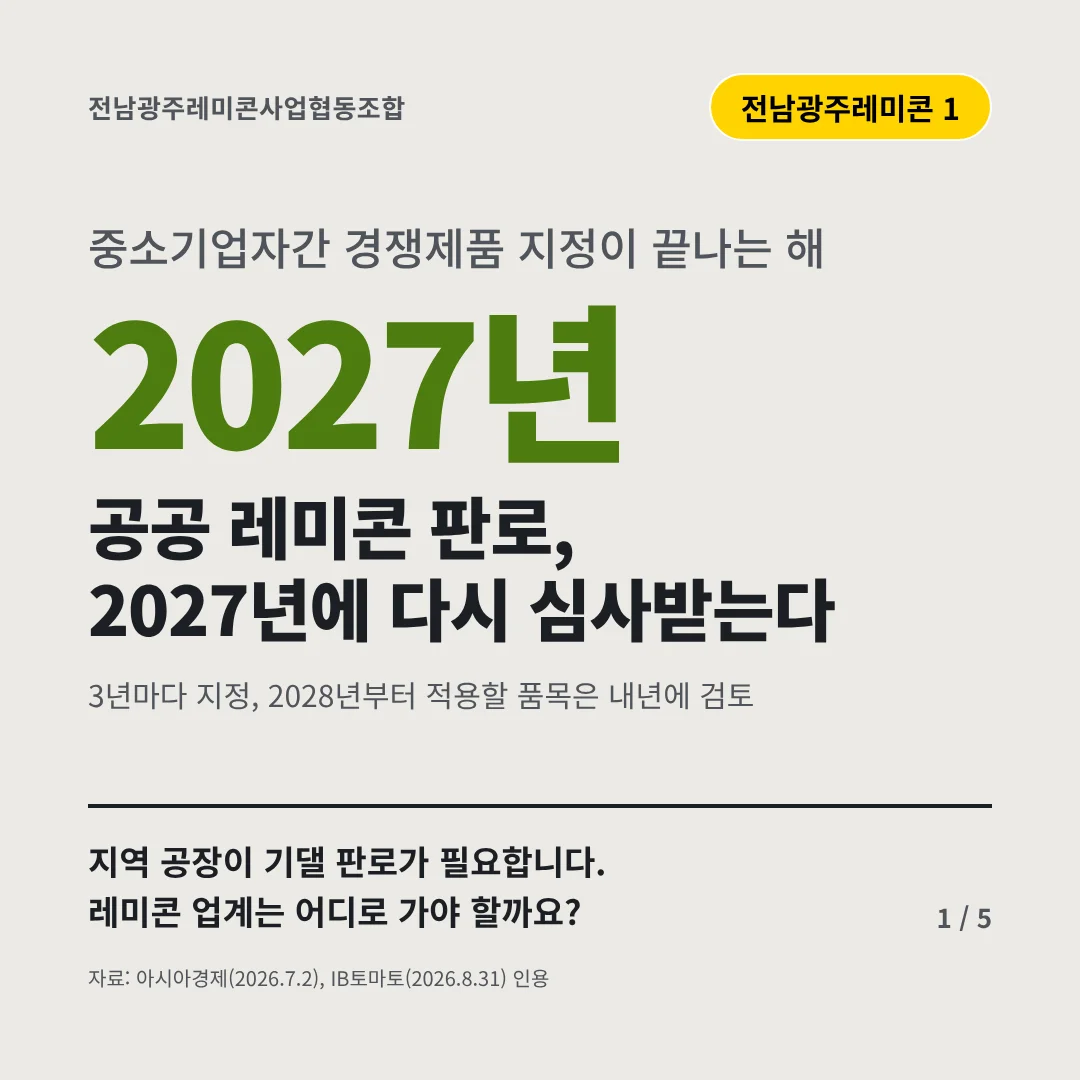 전남광주레미콘사업협동조합
전남광주레미콘 1
중소기업자간 경쟁제품 지정이 끝나는 해
2027년
공공 레미콘 판로,
2027년에 다시 심사받는다
3년마다 지정, 2028년부터 적용할 품목은 내년에 검토
지역 공장이 기댈 판로가 필요합니다.
레미콘 업계는 어디로 가야 할까요?
1 / 5
자료: 아시아경제(2026.7.2), IB토마토(2026.8.31) 인용